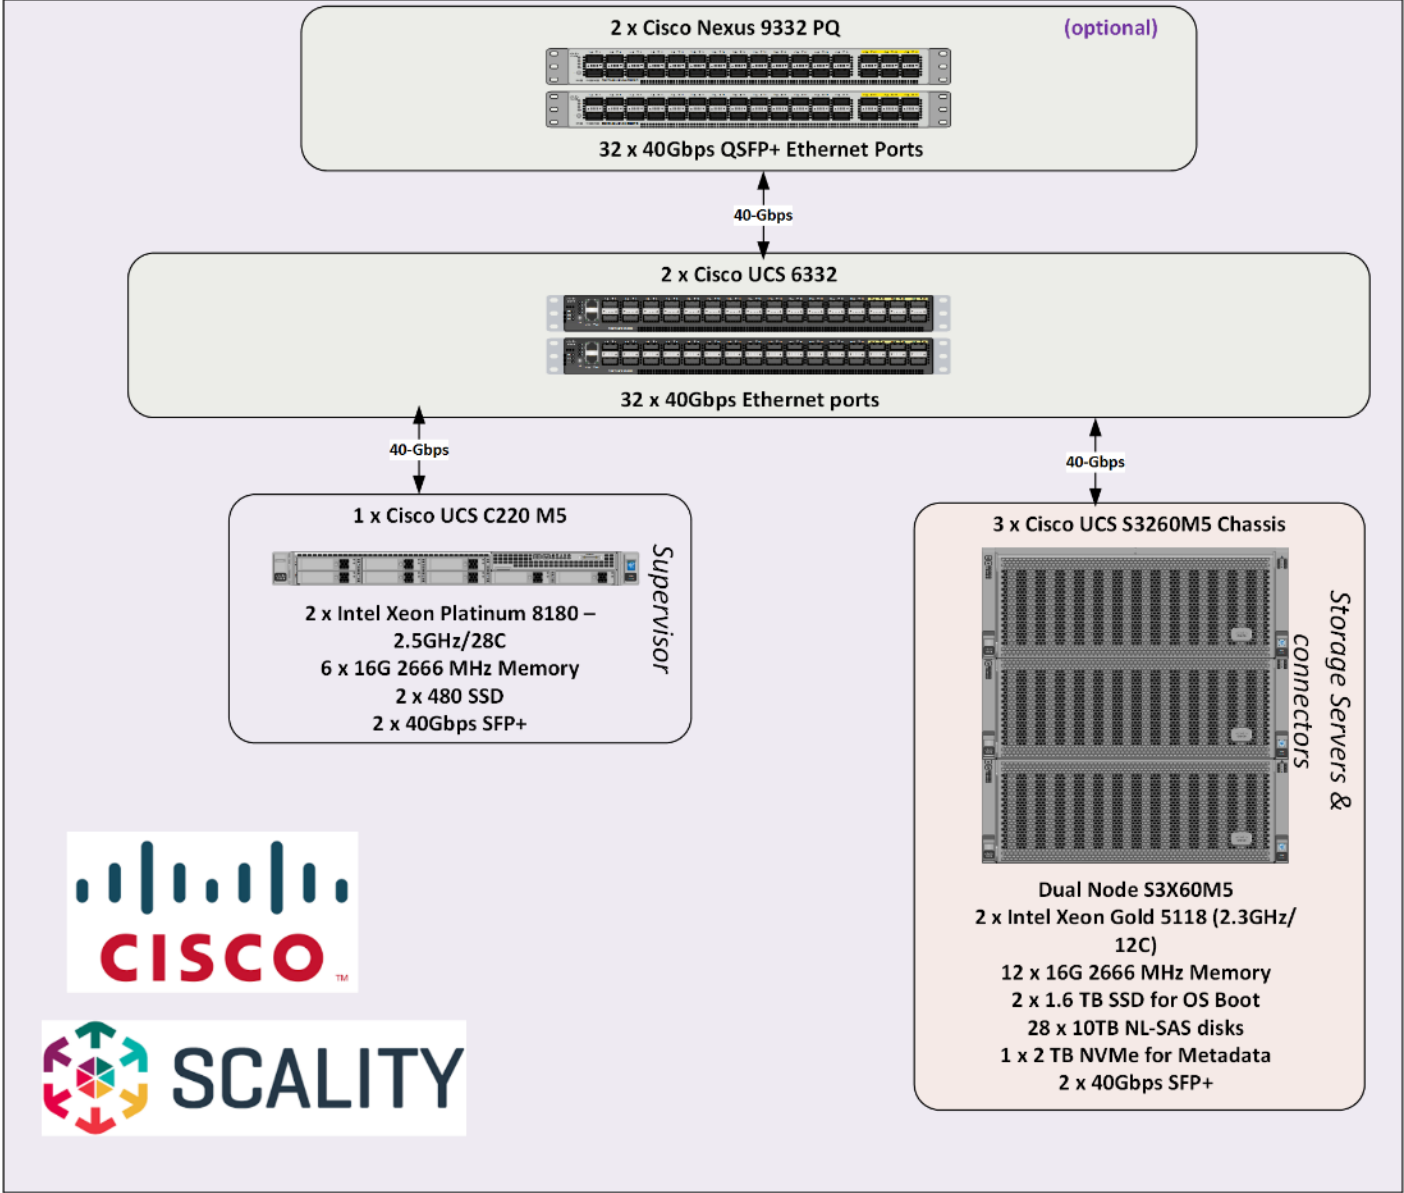 2 x Cisco Nexus 9332 PQ
(optional)
32 x 40Gbps QSFP+ Ethernet Ports
40-Gbps
2 x Cisco UCS 6332
32 x 40Gbps Ethernet ports
40-Gbps
40-Gbps
1 x Cisco UCS C220 M5
2 x Intel Xeon Platinum 8180 –
2.5GHz/28C
6 x 16G 2666 MHz Memory
2 x 480 SSD
2 x 40Gbps SFP+
Supervisor
3 x Cisco UCS S3260M5 Chassis
Storage Servers &
connectors
Dual Node S3X60M5
2 x Intel Xeon Gold 5118 (2.3GHz/
12C)
12 x 16G 2666 MHz Memory
2 x 1.6 TB SSD for OS Boot
28 x 10TB NL-SAS disks
1 x 2 TB NVMe for Metadata
2 x 40Gbps SFP+
CISCO
TM
SCALITY